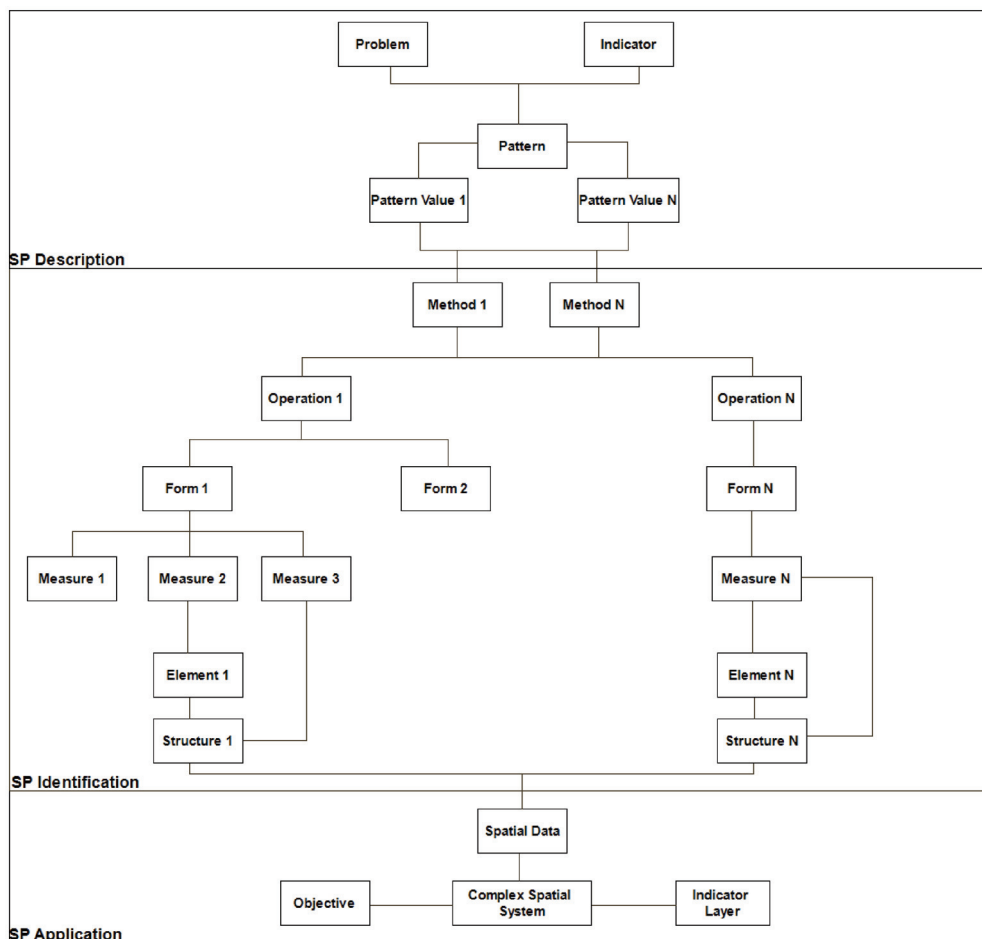 Problem
Indicator
Pattern
Pattern Value 1
Pattern Value N
SP Description
Method 1
Method N
Operation 1
Operation N
Form 1
Form 2
Form N
Measure 1
Measure 2
Measure 3
Measure N
Element 1
Element N
Structure 1
Structure N
SP Identification
Spatial Data
Objective
Complex Spatial
System
Indicator
Layer
SP Application